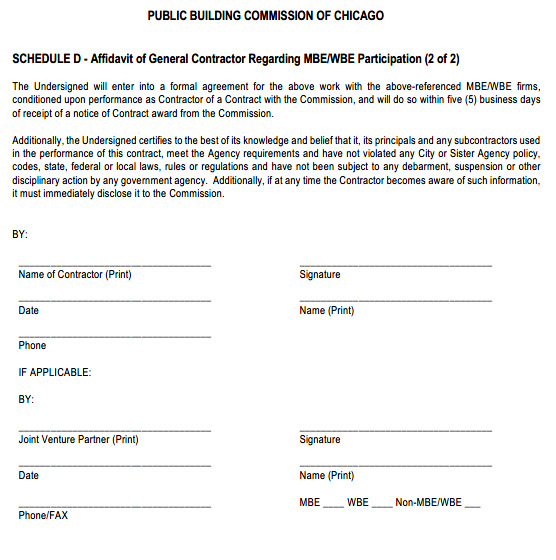 PUBLIC BUILDING COMMISSION OF CHICAGO
SCHEDULE D - Affidavit of General Contractor Regarding MBE/WBE Participation (2 of 2)
The Undersigned will enter into a formal agreement for the above work with the above-referenced MBE/WBE firms,
conditioned upon performance as Contractor of a Contract with the Commission, and will do so within five (5) business days
of receipt of a notice of Contract award from the Commission.
Additionally, the Undersigned certifies to the best of its knowledge and belief that it, its principals and any subcontractors used
in the performance of this contract, meet the Agency requirements and have not violated any City or Sister Agency policy,
codes, state, federal or local laws, rules or regulations and have not been subject to any debarment, suspension or other
disciplinary action by any government agency. Additionally, if at any time the Contractor becomes aware of such information,
it must immediately disclose it to the Commission.
BY:
Name of Contractor (Print) Signature
Date Name (Print)
Phone
IF APPLICABLE:
BY:
Joint Venture Partner (Print) Signature
Date Name (Print)
MBE ____ WBE ____ Non-MBE/WBE ___
Phone/FAX